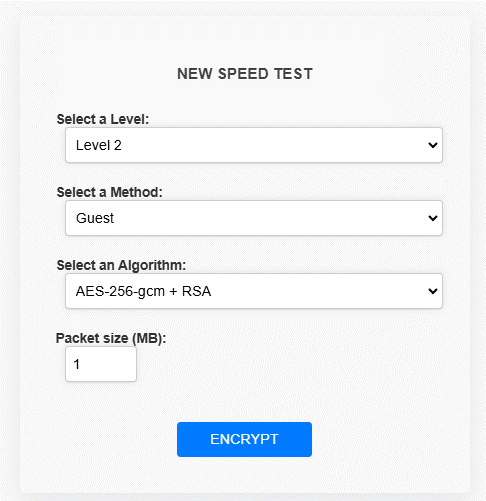 NEW SPEED TEST
Select a Level:
Level 2
Select a Method:
Guest
Select an Algorithm:
AES-256-gcm + RSA
Packet size (MB):
1
ENCRYPT